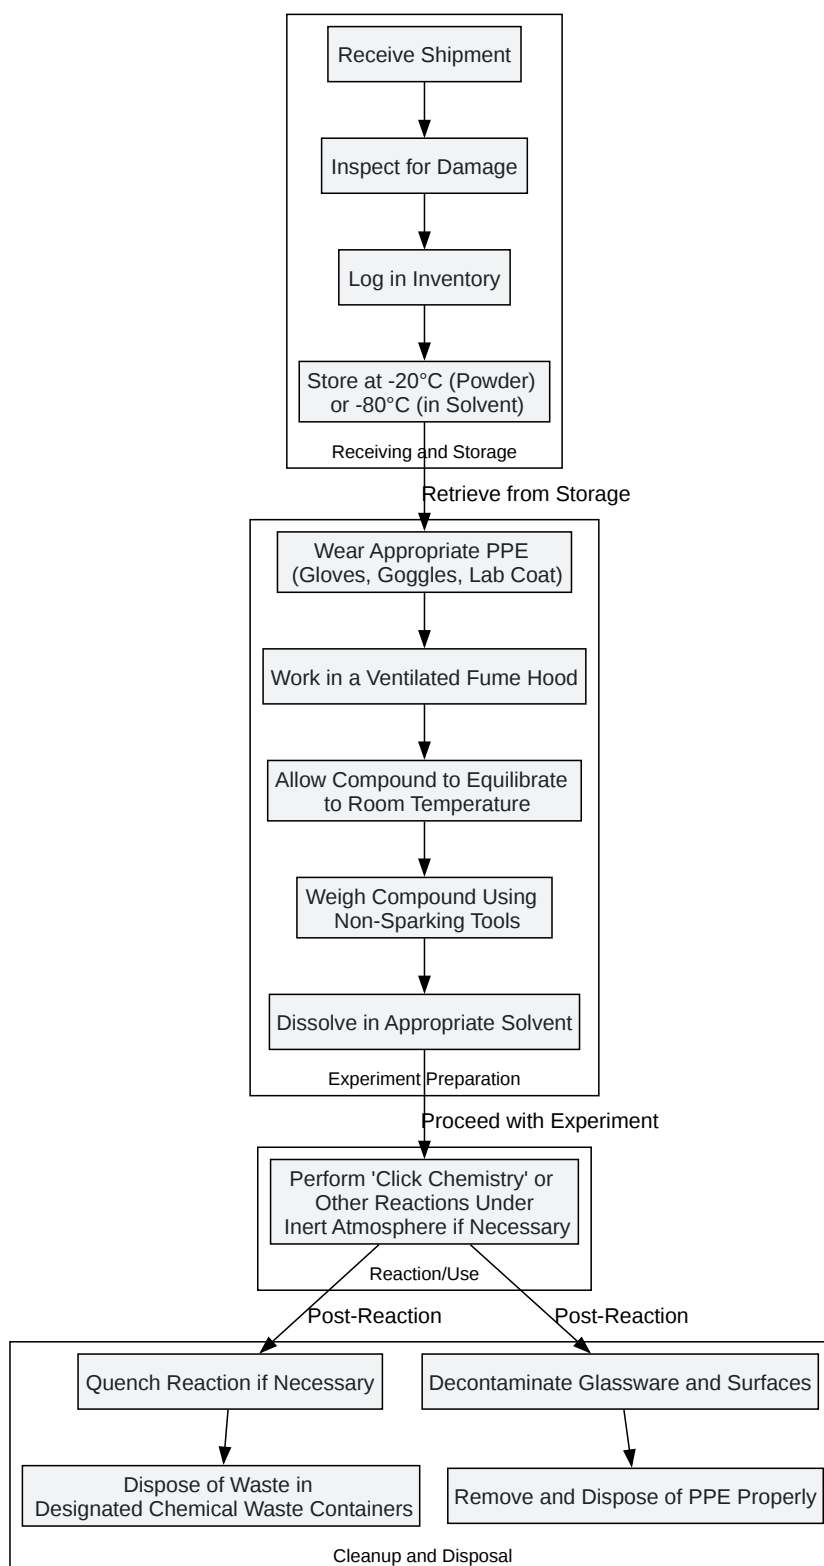 Receive Shipment
Inspect for Damage
Log in Inventory
Store at -20°C (Powder)
or -80°C (in Solvent)
Receiving and Storage
Retrieve from Storage
Wear Appropriate PPE
(Gloves, Goggles, Lab Coat)
Work in a Ventilated Fume Hood
Allow Compound to Equilibrate
to Room Temperature
Weigh Compound Using
Non-Sparking Tools
Dissolve in Appropriate Solvent
Experiment Preparation
Proceed with Experiment
Perform 'Click Chemistry' or
Other Reactions Under
Inert Atmosphere if Necessary
Reaction/Use
Post-Reaction
Post-Reaction
Quench Reaction if Necessary
Decontaminate Glassware and Surfaces
Dispose of Waste in
Designated Chemical Waste Containers
Remove and Dispose of PPE Properly
Cleanup and Disposal